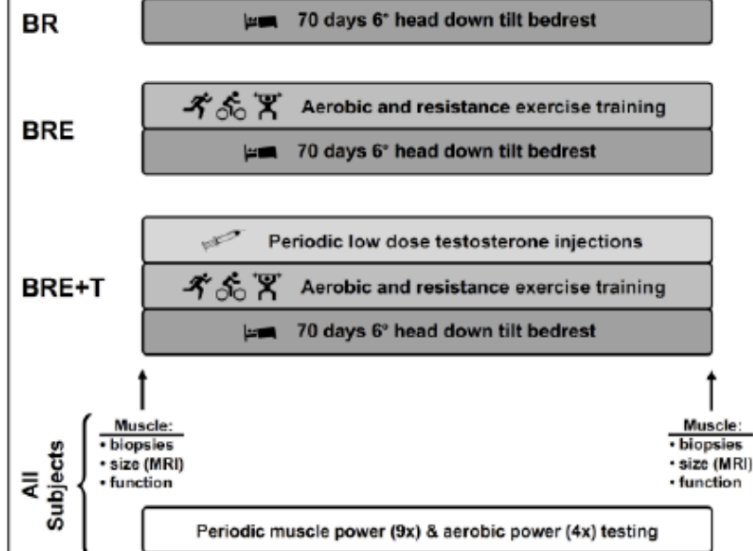 BR
70 days 6° head down tilt bedrest
BRE
Aerobic and resistance exercise training
70 days 6° head down tilt bedrest
BRE+T
Periodic low dose testosterone injections
Aerobic and resistance exercise training
70 days 6° head down tilt bedrest
All Subjects
Muscle:
• biopsies
• size (MRI)
• function
Muscle:
• biopsies
• size (MRI)
• function
Periodic muscle power (9x) & aerobic power (4x) testing